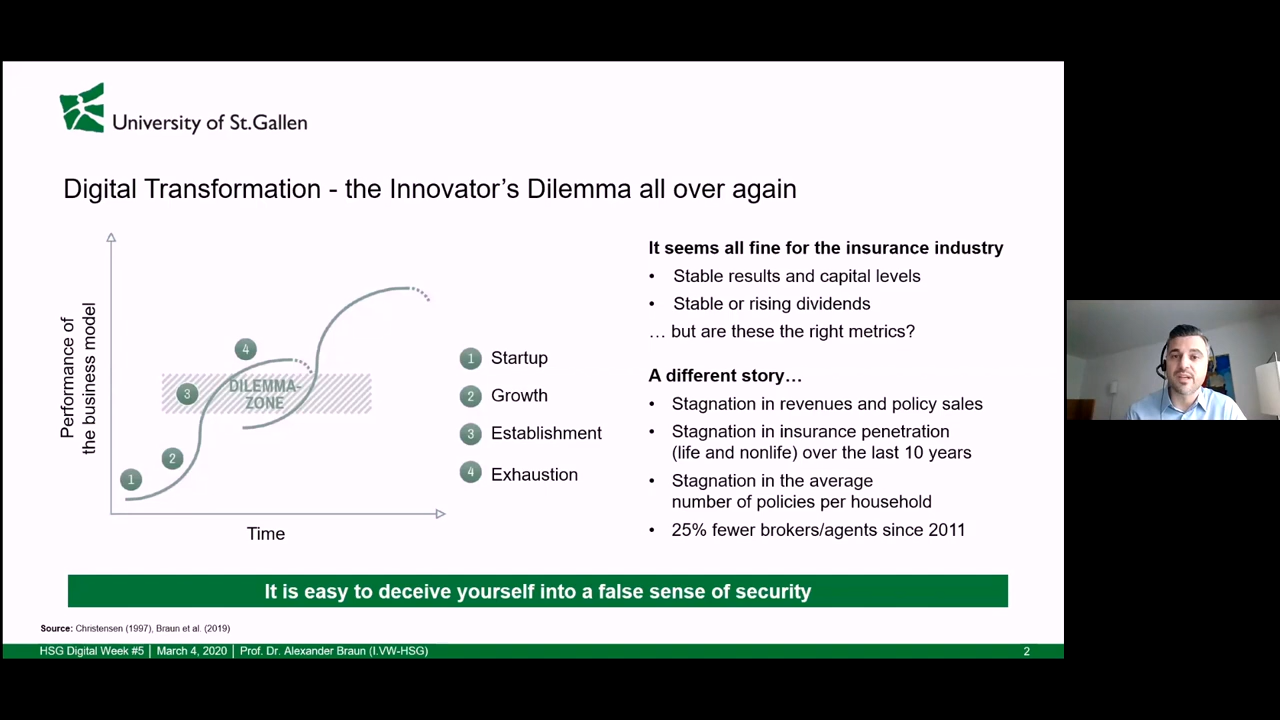 University of St.Gallen
Digital Transformation - the Innovator's Dilemma all over again
Performance of
the business model
4
3
DILEMMA-
ZONE
2
1
Time
1 Startup
2 Growth
3 Establishment
4 Exhaustion
It seems all fine for the insurance industry
• Stable results and capital levels
• Stable or rising dividends
… but are these the right metrics?
A different story…
• Stagnation in revenues and policy sales
• Stagnation in insurance penetration
(life and nonlife) over the last 10 years
• Stagnation in the average
number of policies per household
• 25% fewer brokers/agents since 2011
It is easy to deceive yourself into a false sense of security
Source: Christensen (1997), Braun et al. (2019)
HSG Digital Week #5 | March 4, 2020 | Prof. Dr. Alexander Braun (I.VW-HSG)
2